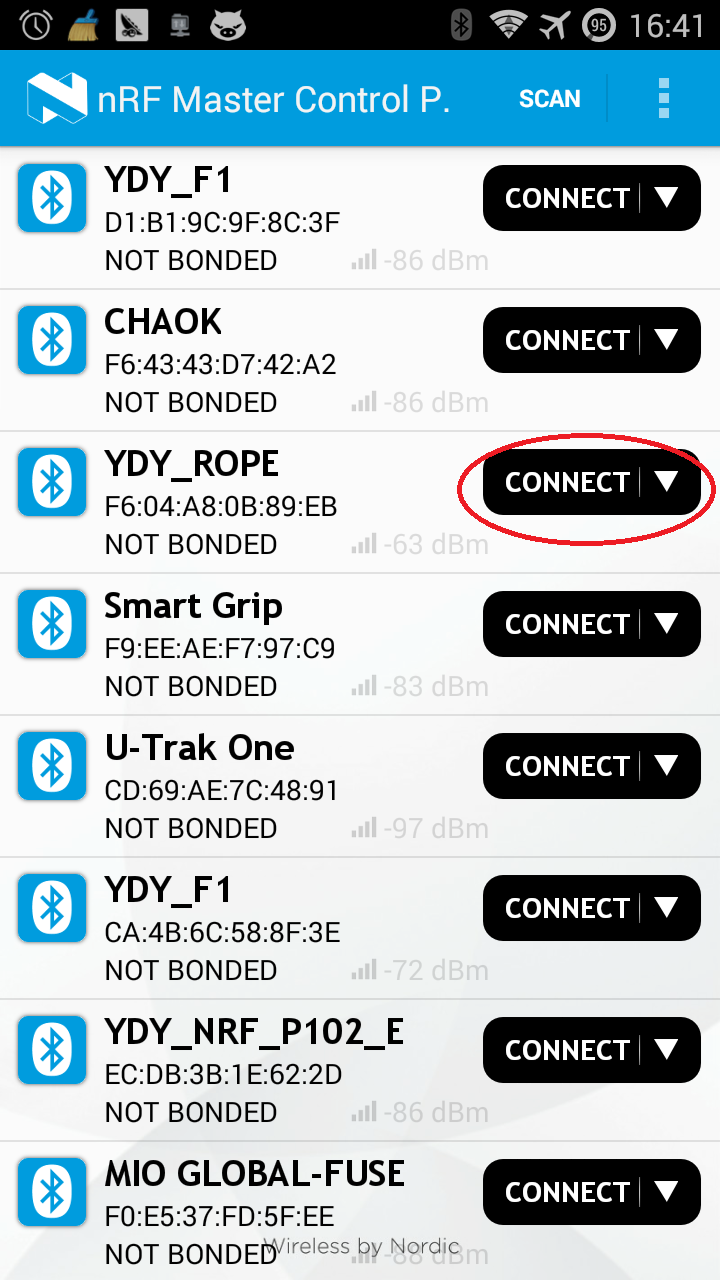 95 16:41
nRF Master Control P. SCAN
YDY_F1
CONNECT
D1:B1:9C:9F:8C:3F
NOT BONDED -86 dBm
CHAOK
CONNECT
F6:43:43:D7:42:A2
NOT BONDED -86 dBm
YDY_ROPE
CONNECT
F6:04:A8:0B:89:EB
NOT BONDED -63 dBm
Smart Grip
CONNECT
F9:EE:AE:F7:97:C9
NOT BONDED -83 dBm
U-Trak One
CONNECT
CD:69:AE:7C:48:91
NOT BONDED -97 dBm
YDY_F1
CONNECT
CA:4B:6C:58:8F:3E
NOT BONDED -72 dBm
YDY_NRF_P102_E
CONNECT
EC:DB:3B:1E:62:2D
NOT BONDED -86 dBm
MIO GLOBAL-FUSE
CONNECT
F0:E5:37:FD:5F:EE
Wireless by Nordic
NOT BONDED -88 dBm